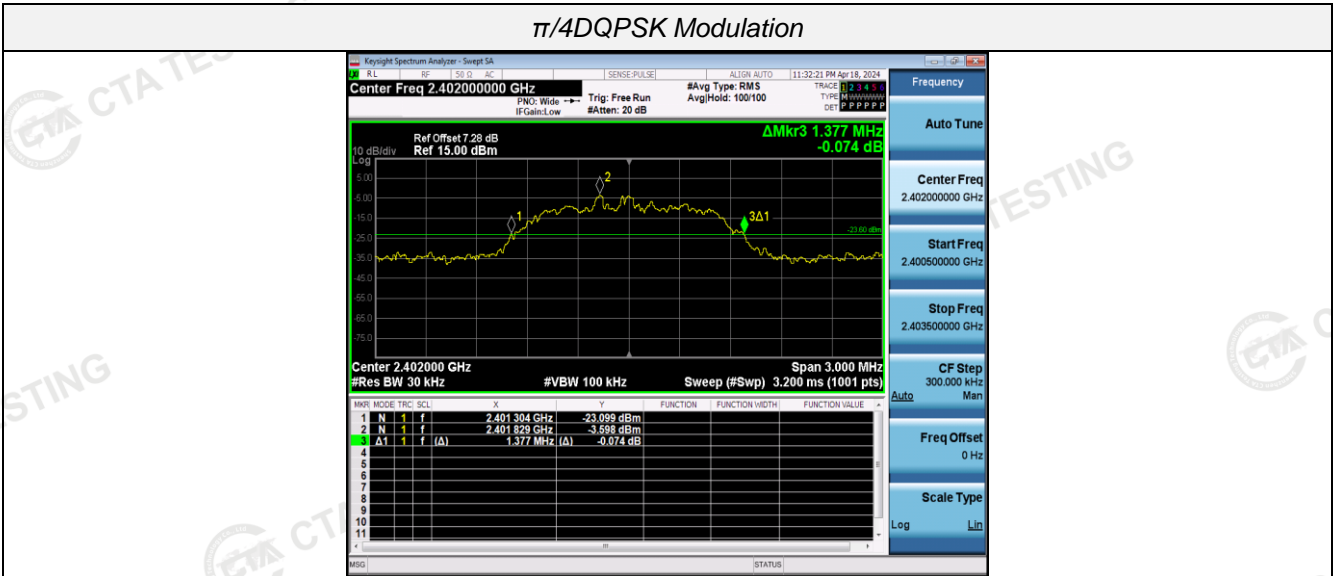 π/4DQPSK Modulation
Keysight Spectrum Analyzer - Swept SA
RL RF 50 Ω AC SENSE:PULSE ALIGN AUTO 11:32:21 PM Apr 18, 2024
Center Freq 2.402000000 GHz
PNO: Wide
IFGain:Low
Trig: Free Run
#Atten: 20 dB
#Avg Type: RMS
Avg|Hold: 100/100
TRACE 1 2 3 4 5 6
TYPE M WWWWW
DET P P P P P P
Frequency
Auto Tune
Center Freq
2.402000000 GHz
Start Freq
2.400500000 GHz
Stop Freq
2.403500000 GHz
CF Step
300.000 kHz
Auto Man
Freq Offset
0 Hz
Scale Type
Log Lin
ΔMkr3 1.377 MHz
-0.074 dB
Ref Offset 7.28 dB
10 dB/div Ref 15.00 dBm
Log
5.00
-5.00
-15.0
-25.0
-35.0
-45.0
-55.0
-65.0
-75.0
1
2
3Δ1
-23.60 dBm
Center 2.402000 GHz Span 3.000 MHz
#Res BW 30 kHz #VBW 100 kHz Sweep (#Swp) 3.200 ms (1001 pts)
MKR MODE TRC SCL X Y FUNCTION FUNCTION WIDTH FUNCTION VALUE
1 N 1 f 2.401 304 GHz -23.099 dBm
2 N 1 f 2.401 829 GHz -3.598 dBm
3 Δ1 1 f (Δ) 1.377 MHz (Δ) -0.074 dB
4
5
6
7
8
9
10
11
MSG STATUS
CTA TE
TESTING
STING
CT
C